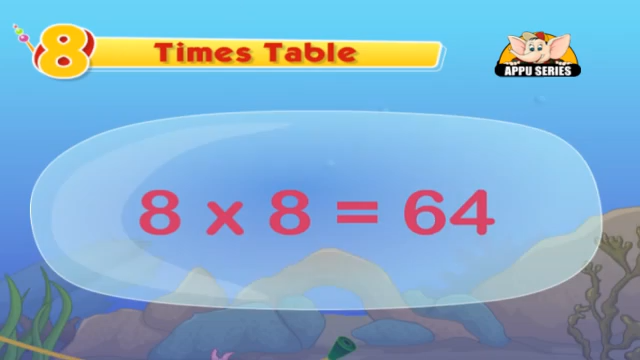 8 Times Table
APPU SERIES
8 x 8 = 64